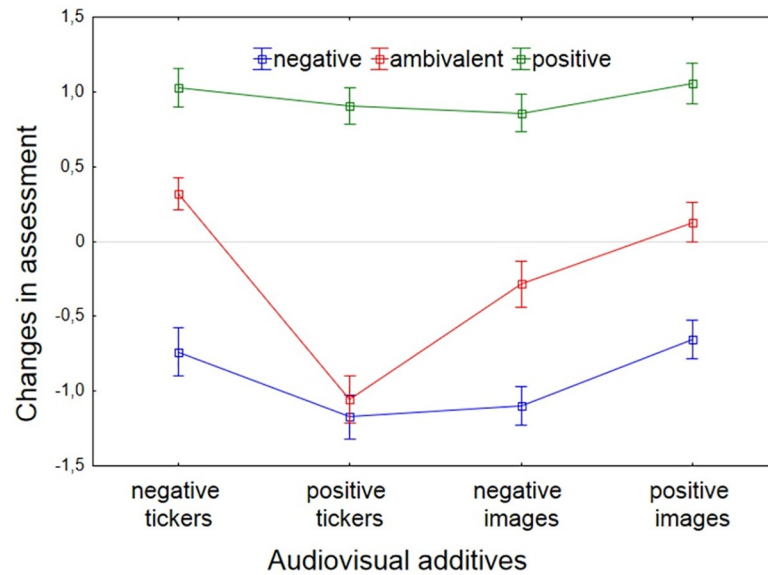 1,5
negative ambivalent positive
1,0
0,5
0
-0,5
-1,0
-1,5
Changes in assessment
negative
tickers
positive
tickers
negative
images
positive
images
Audiovisual additives